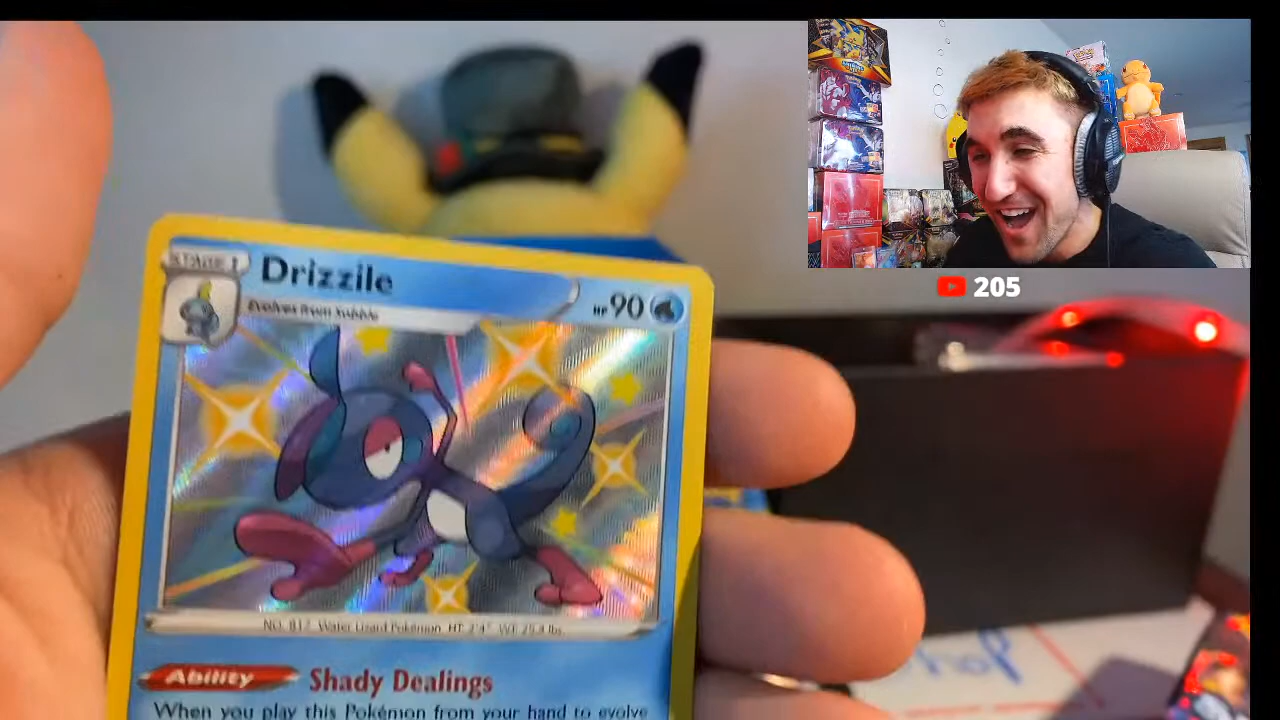 STAGE 1
Drizzile
HP 90
Evolves from Sobble
205
NO. 817 Water Lizard Pokémon HT: 2'4" WT: 25.4 lbs.
Ability Shady Dealings
When you play this Pokémon from your hand to evolve